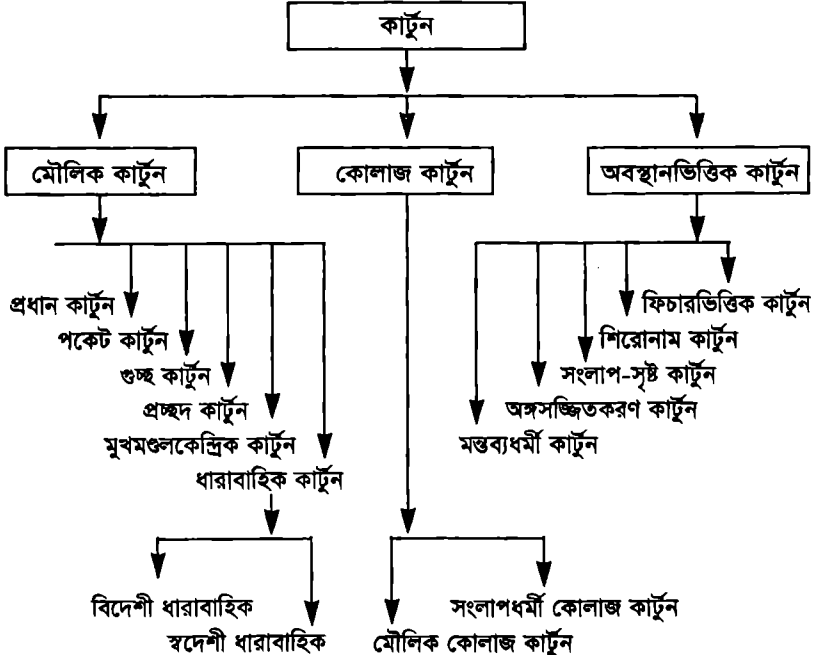 কার্টুন
মৌলিক কার্টুন
কোলাজ কার্টুন
অবস্থানভিত্তিক কার্টুন
প্রধান কার্টুন
পকেট কার্টুন
গুচ্ছ কার্টুন
প্রচ্ছদ কার্টুন
মুখমণ্ডলকেন্দ্রিক কার্টুন
ধারাবাহিক কার্টুন
ফিচারভিত্তিক কার্টুন
শিরোনাম কার্টুন
সংলাপ-সৃষ্ট কার্টুন
অঙ্গসজ্জিতকরণ কার্টুন
মন্তব্যধর্মী কার্টুন
বিদেশী ধারাবাহিক
স্বদেশী ধারাবাহিক
সংলাপধর্মী কোলাজ কার্টুন
মৌলিক কোলাজ কার্টুন